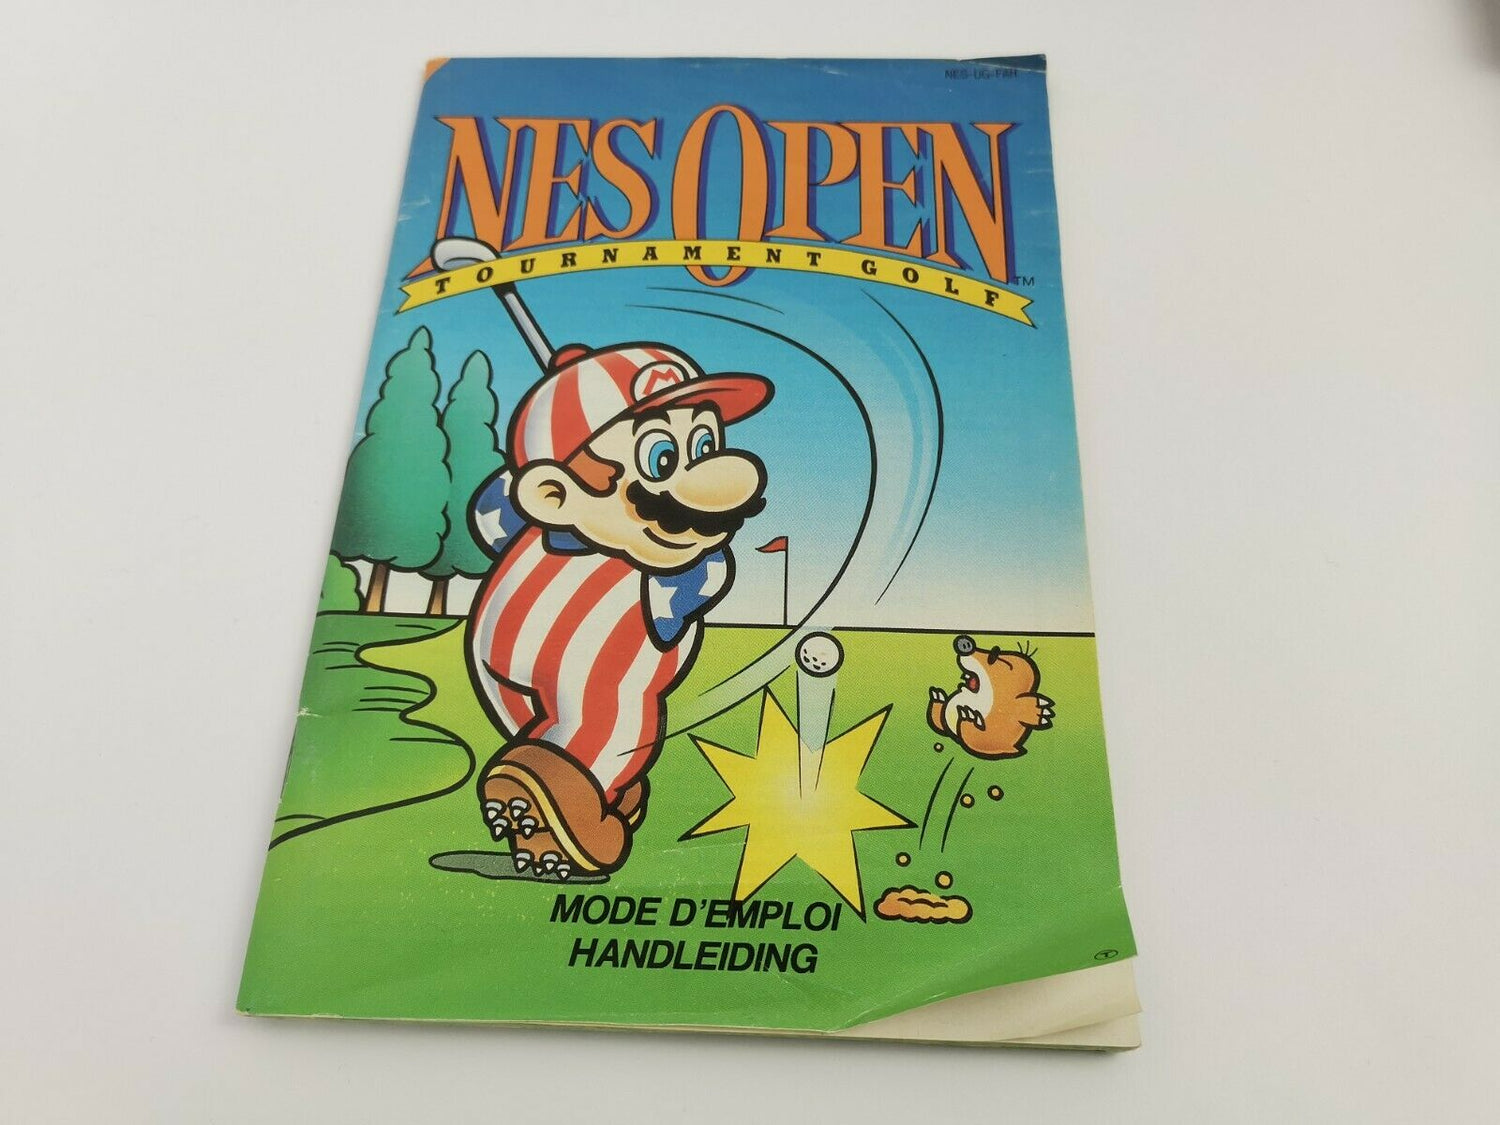 NES-UG-FAH
NES OPEN
TOURNAMENT GOLF
TM
M
MODE D'EMPLOI
HANDLEIDING